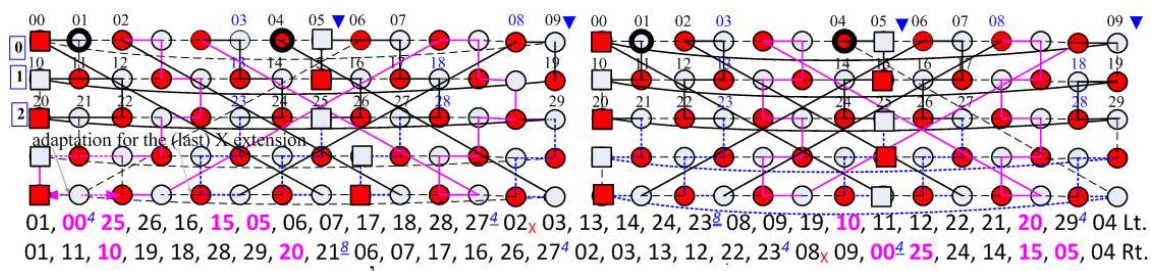 00 01 02 03 04 05 06 07 08 09 00 01 02 03 04 05 06 07 08 09
0
10 11 12 13 14 15 16 17 18 19 10 11 12 13 14 15 16 17 18 19
1
20 21 22 23 24 25 26 27 28 29 20 21 22 23 24 25 26 27 28 29
2
adaptation for the (last) X extension
01, 00⁴ 25, 26, 16, 15, 05, 06, 07, 17, 18, 28, 27⁴ 02ₓ 03, 13, 14, 24, 23⁸ 08, 09, 19, 10, 11, 12, 22, 21, 20, 29⁴, 04 Lt.
01, 11, 10, 19, 18, 28, 29, 20, 21⁸ 06, 07, 17, 16, 26, 27⁴ 02, 03, 13, 12, 22, 23⁴ 08ₓ 09, 00⁴ 25, 24, 14, 15, 05, 04 Rt.